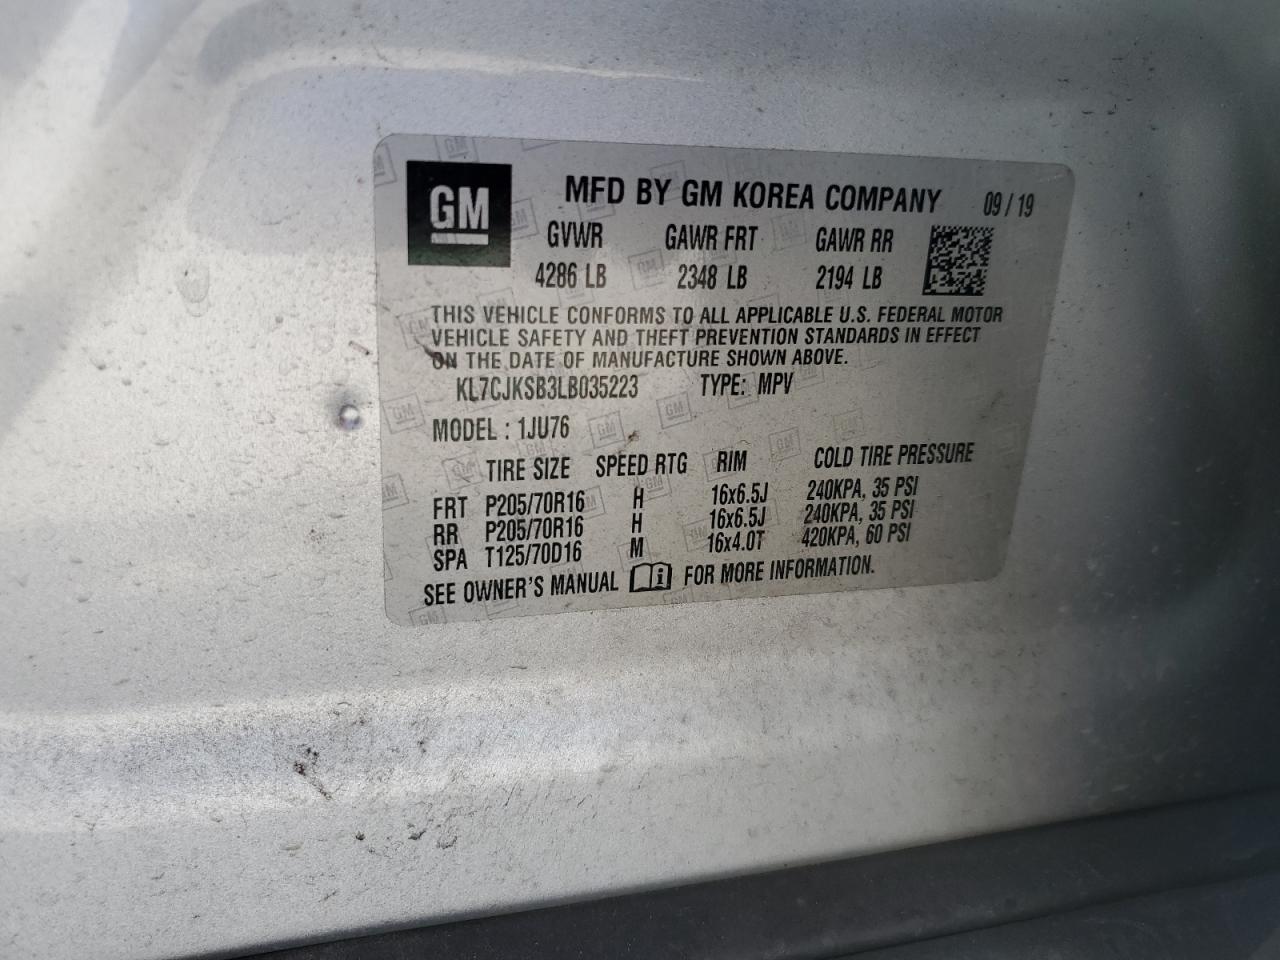 GM
MFD BY GM KOREA COMPANY 09 / 19
GVWR GAWR FRT GAWR RR
4286 LB 2348 LB 2194 LB
THIS VEHICLE CONFORMS TO ALL APPLICABLE U.S. FEDERAL MOTOR
VEHICLE SAFETY AND THEFT PREVENTION STANDARDS IN EFFECT
ON THE DATE OF MANUFACTURE SHOWN ABOVE.
KL7CJKSB3LB035223 TYPE: MPV
MODEL : 1JU76
TIRE SIZE SPEED RTG RIM COLD TIRE PRESSURE
FRT P205/70R16 H 16x6.5J 240KPA, 35 PSI
RR P205/70R16 H 16x6.5J 240KPA, 35 PSI
SPA T125/70D16 M 16x4.0T 420KPA, 60 PSI
SEE OWNER'S MANUAL FOR MORE INFORMATION.